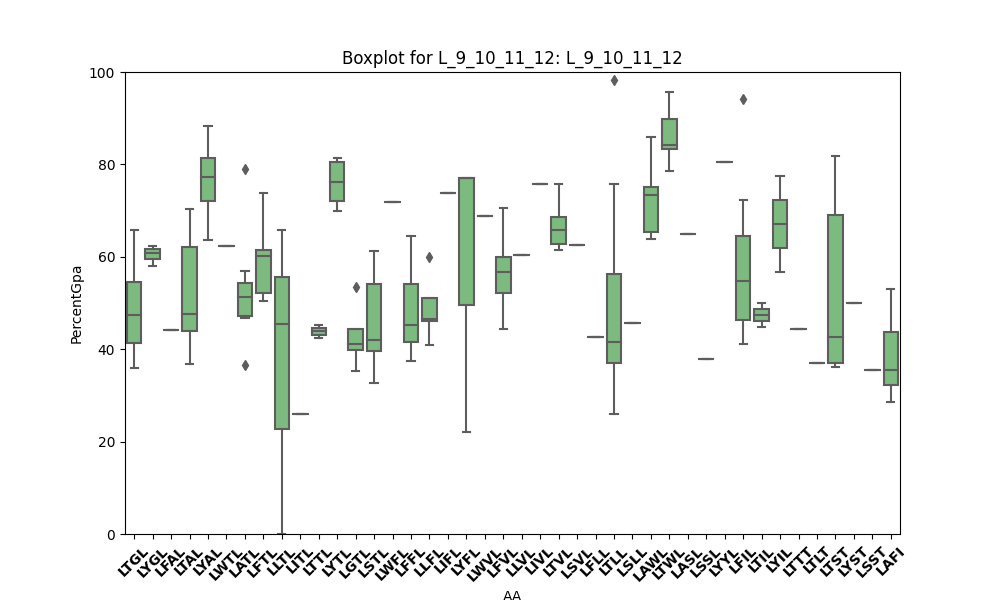 Boxplot for L_9_10_11_12: L_9_10_11_12
100
80
60
40
20
0
PercentGpa
LTGL LYGL LFAL LTAL LYAL LWTL LATL LFTL LLTL LITL LTTL LYTL LGTL LSTL LWFL LFFL LLFL LIFL LYFL LWVL LFVL LLVL LIVL LTVL LSVL LFLL LTLL LSLL LAWL LTWL LASL LSSL LYYL LFIL LTIL LYIL LTTT LTLT LTST LYST LSST LAFI
AA